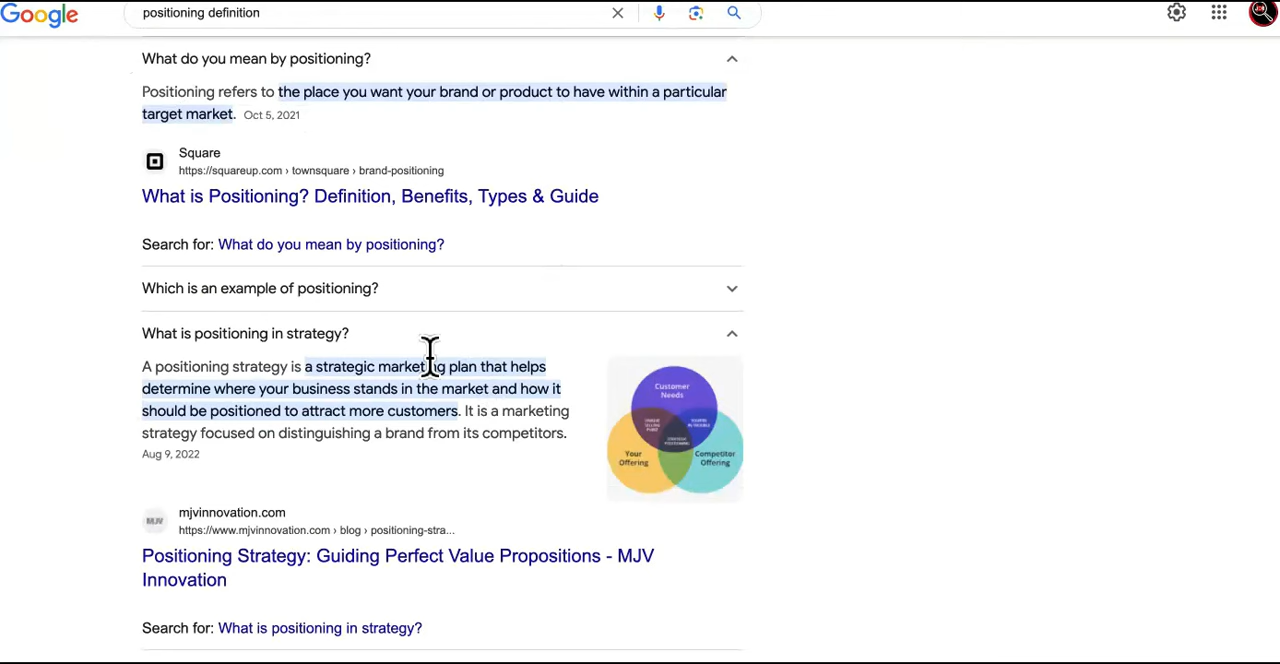 Google
positioning definition
What do you mean by positioning?
Positioning refers to the place you want your brand or product to have within a particular
target market. Oct 5, 2021
Square
https://squareup.com › townsquare › brand-positioning
What is Positioning? Definition, Benefits, Types & Guide
Search for: What do you mean by positioning?
Which is an example of positioning?
What is positioning in strategy?
A positioning strategy is a strategic marketing plan that helps
determine where your business stands in the market and how it
should be positioned to attract more customers. It is a marketing
strategy focused on distinguishing a brand from its competitors.
Aug 9, 2022
Customer
Needs
Your
Offering
Competitor
Offering
MJV
mjvinnovation.com
https://www.mjvinnovation.com › blog › positioning-stra...
Positioning Strategy: Guiding Perfect Value Propositions - MJV
Innovation
Search for: What is positioning in strategy?